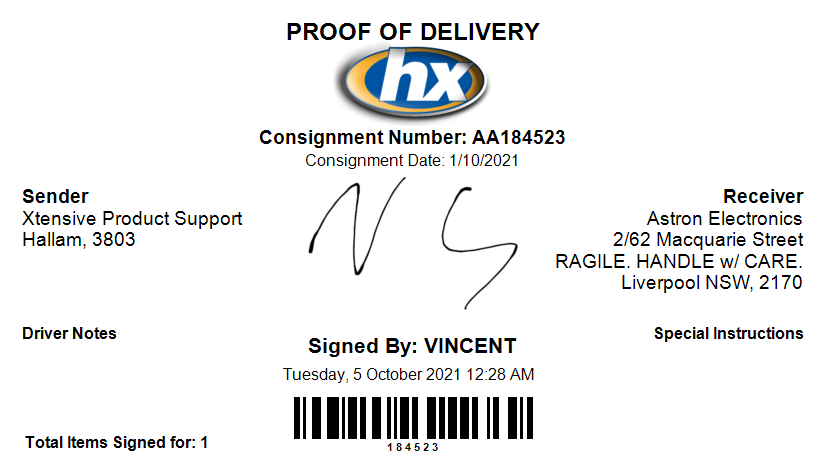 PROOF OF DELIVERY
hx
Consignment Number: AA184523
Consignment Date: 1/10/2021
Sender
Xtensive Product Support
Hallam, 3803
N S
Receiver
Astron Electronics
2/62 Macquarie Street
RAGILE. HANDLE w/ CARE.
Liverpool NSW, 2170
Driver Notes
Special Instructions
Signed By: VINCENT
Tuesday, 5 October 2021 12:28 AM
184523
Total Items Signed for: 1